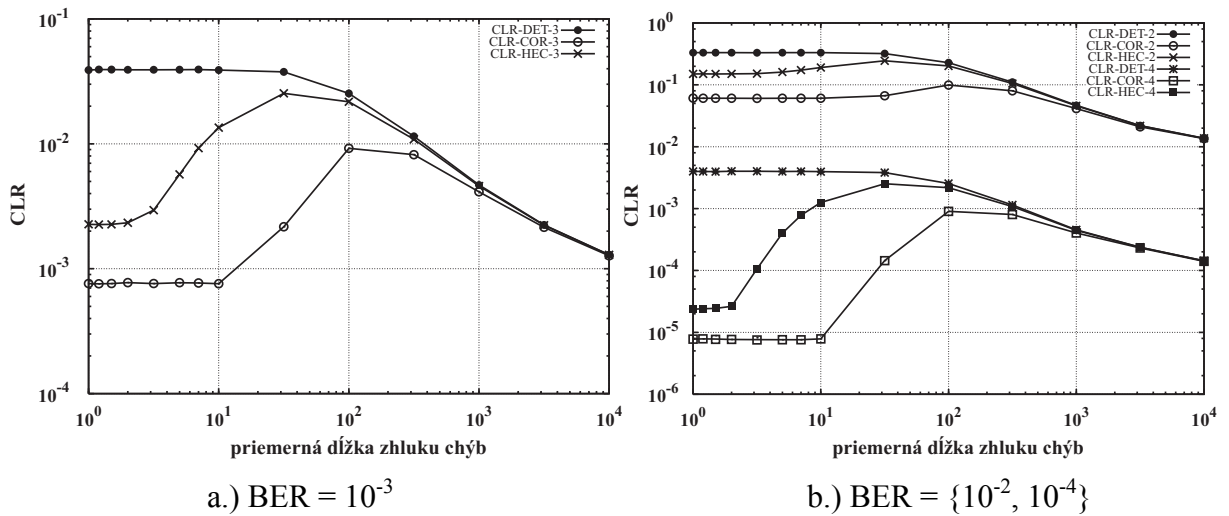 10^-1
10^-2
10^-3
10^-4
CLR
CLR-DET-3
CLR-COR-3
CLR-HEC-3
10^0 10^1 10^2 10^3 10^4
priemerná dĺžka zhluku chýb
a.) BER = 10^-3
10^0
10^-1
10^-2
10^-3
10^-4
10^-5
10^-6
CLR
CLR-DET-2
CLR-COR-2
CLR-HEC-2
CLR-DET-4
CLR-COR-4
CLR-HEC-4
10^0 10^1 10^2 10^3 10^4
priemerná dĺžka zhluku chýb
b.) BER = {10^-2, 10^-4}